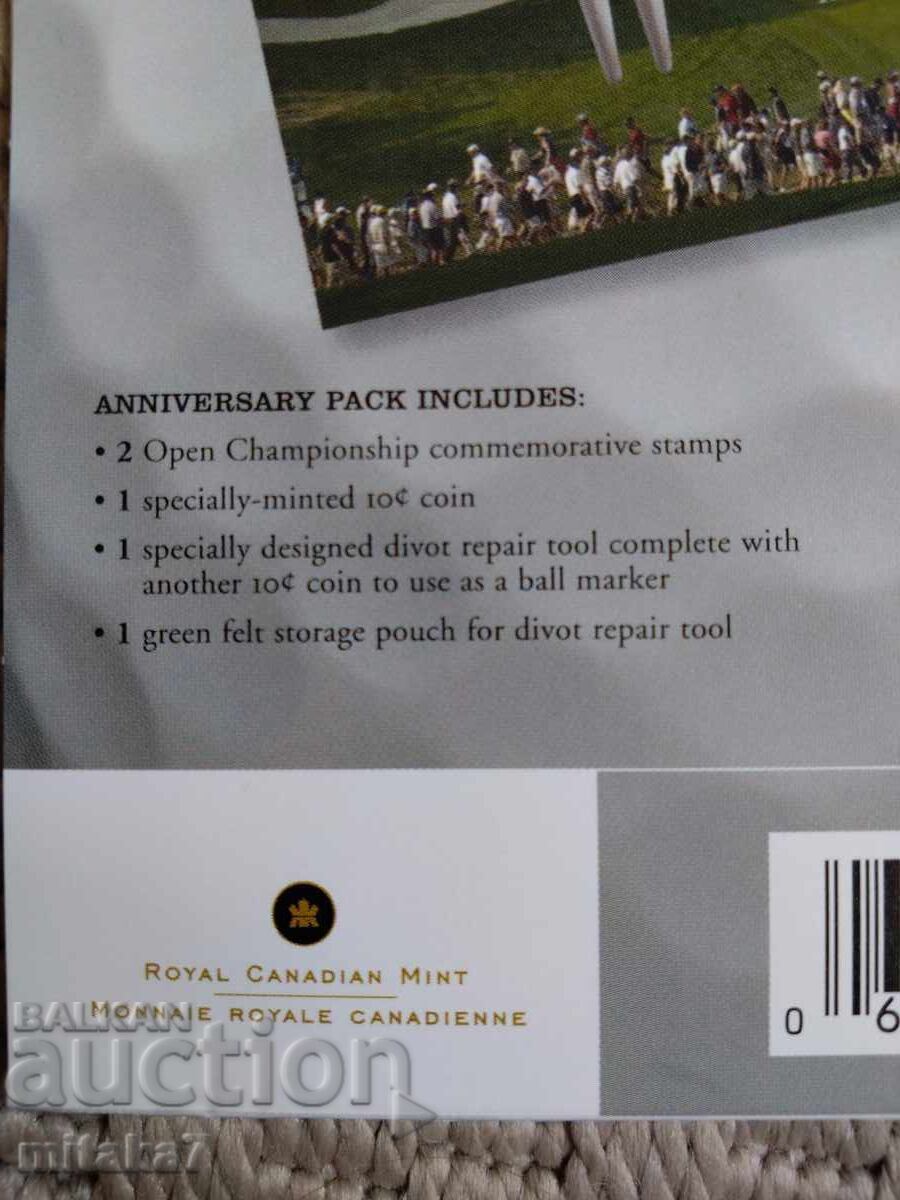 ANNIVERSARY PACK INCLUDES:
• 2 Open Championship commemorative stamps
• 1 specially-minted 10¢ coin
• 1 specially designed divot repair tool complete with
another 10¢ coin to use as a ball marker
• 1 green felt storage pouch for divot repair tool
ROYAL CANADIAN MINT
MONNAIE ROYALE CANADIENNE
0 6
BALKAN
auction
mitaka7